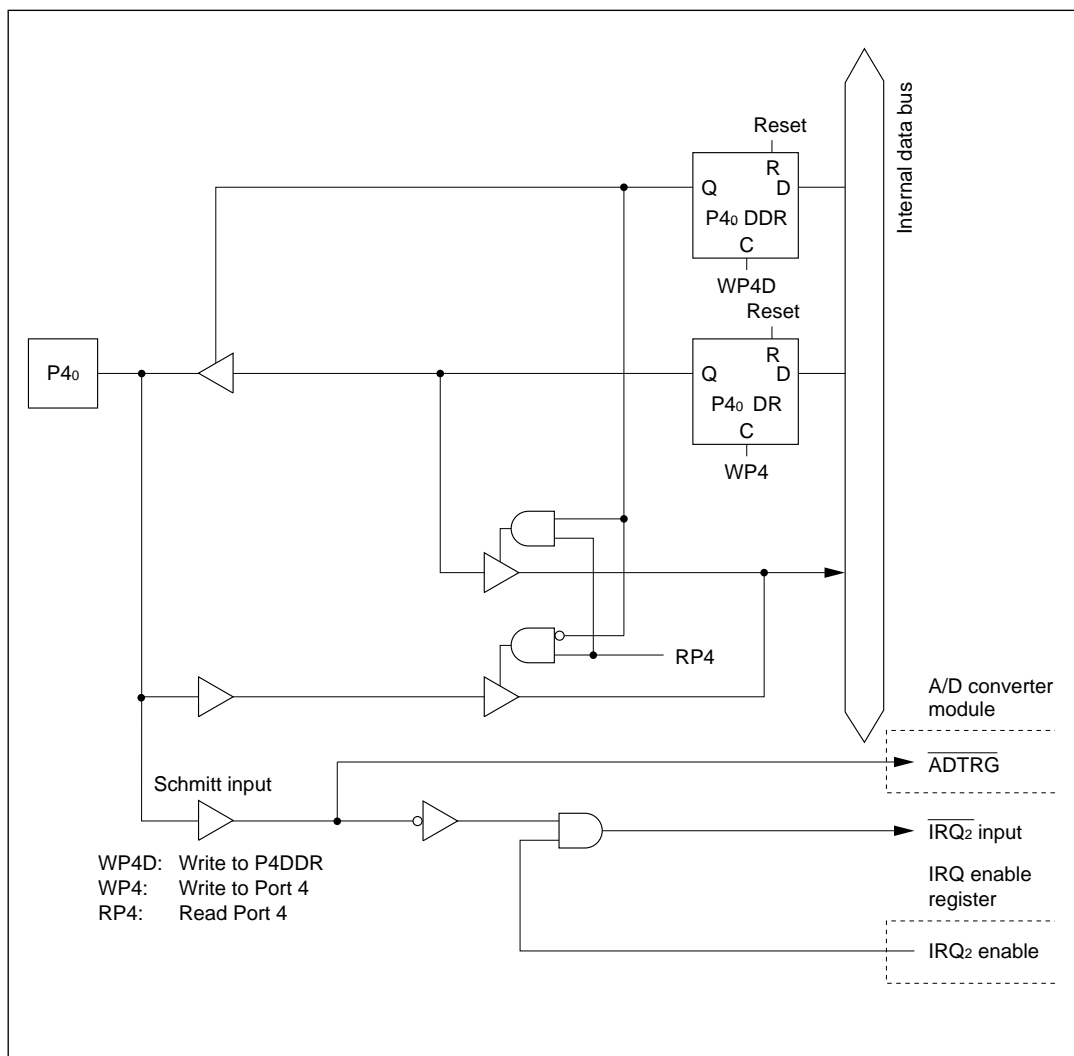 Internal data bus
Reset
R
Q D
P4₀ DDR
C
WP4D
Reset
R
P4₀
Q D
P4₀ DR
C
WP4
RP4
A/D converter
module
ADTRG
Schmitt input
IRQ₂ input
WP4D: Write to P4DDR
WP4: Write to Port 4
RP4: Read Port 4
IRQ enable
register
IRQ₂ enable